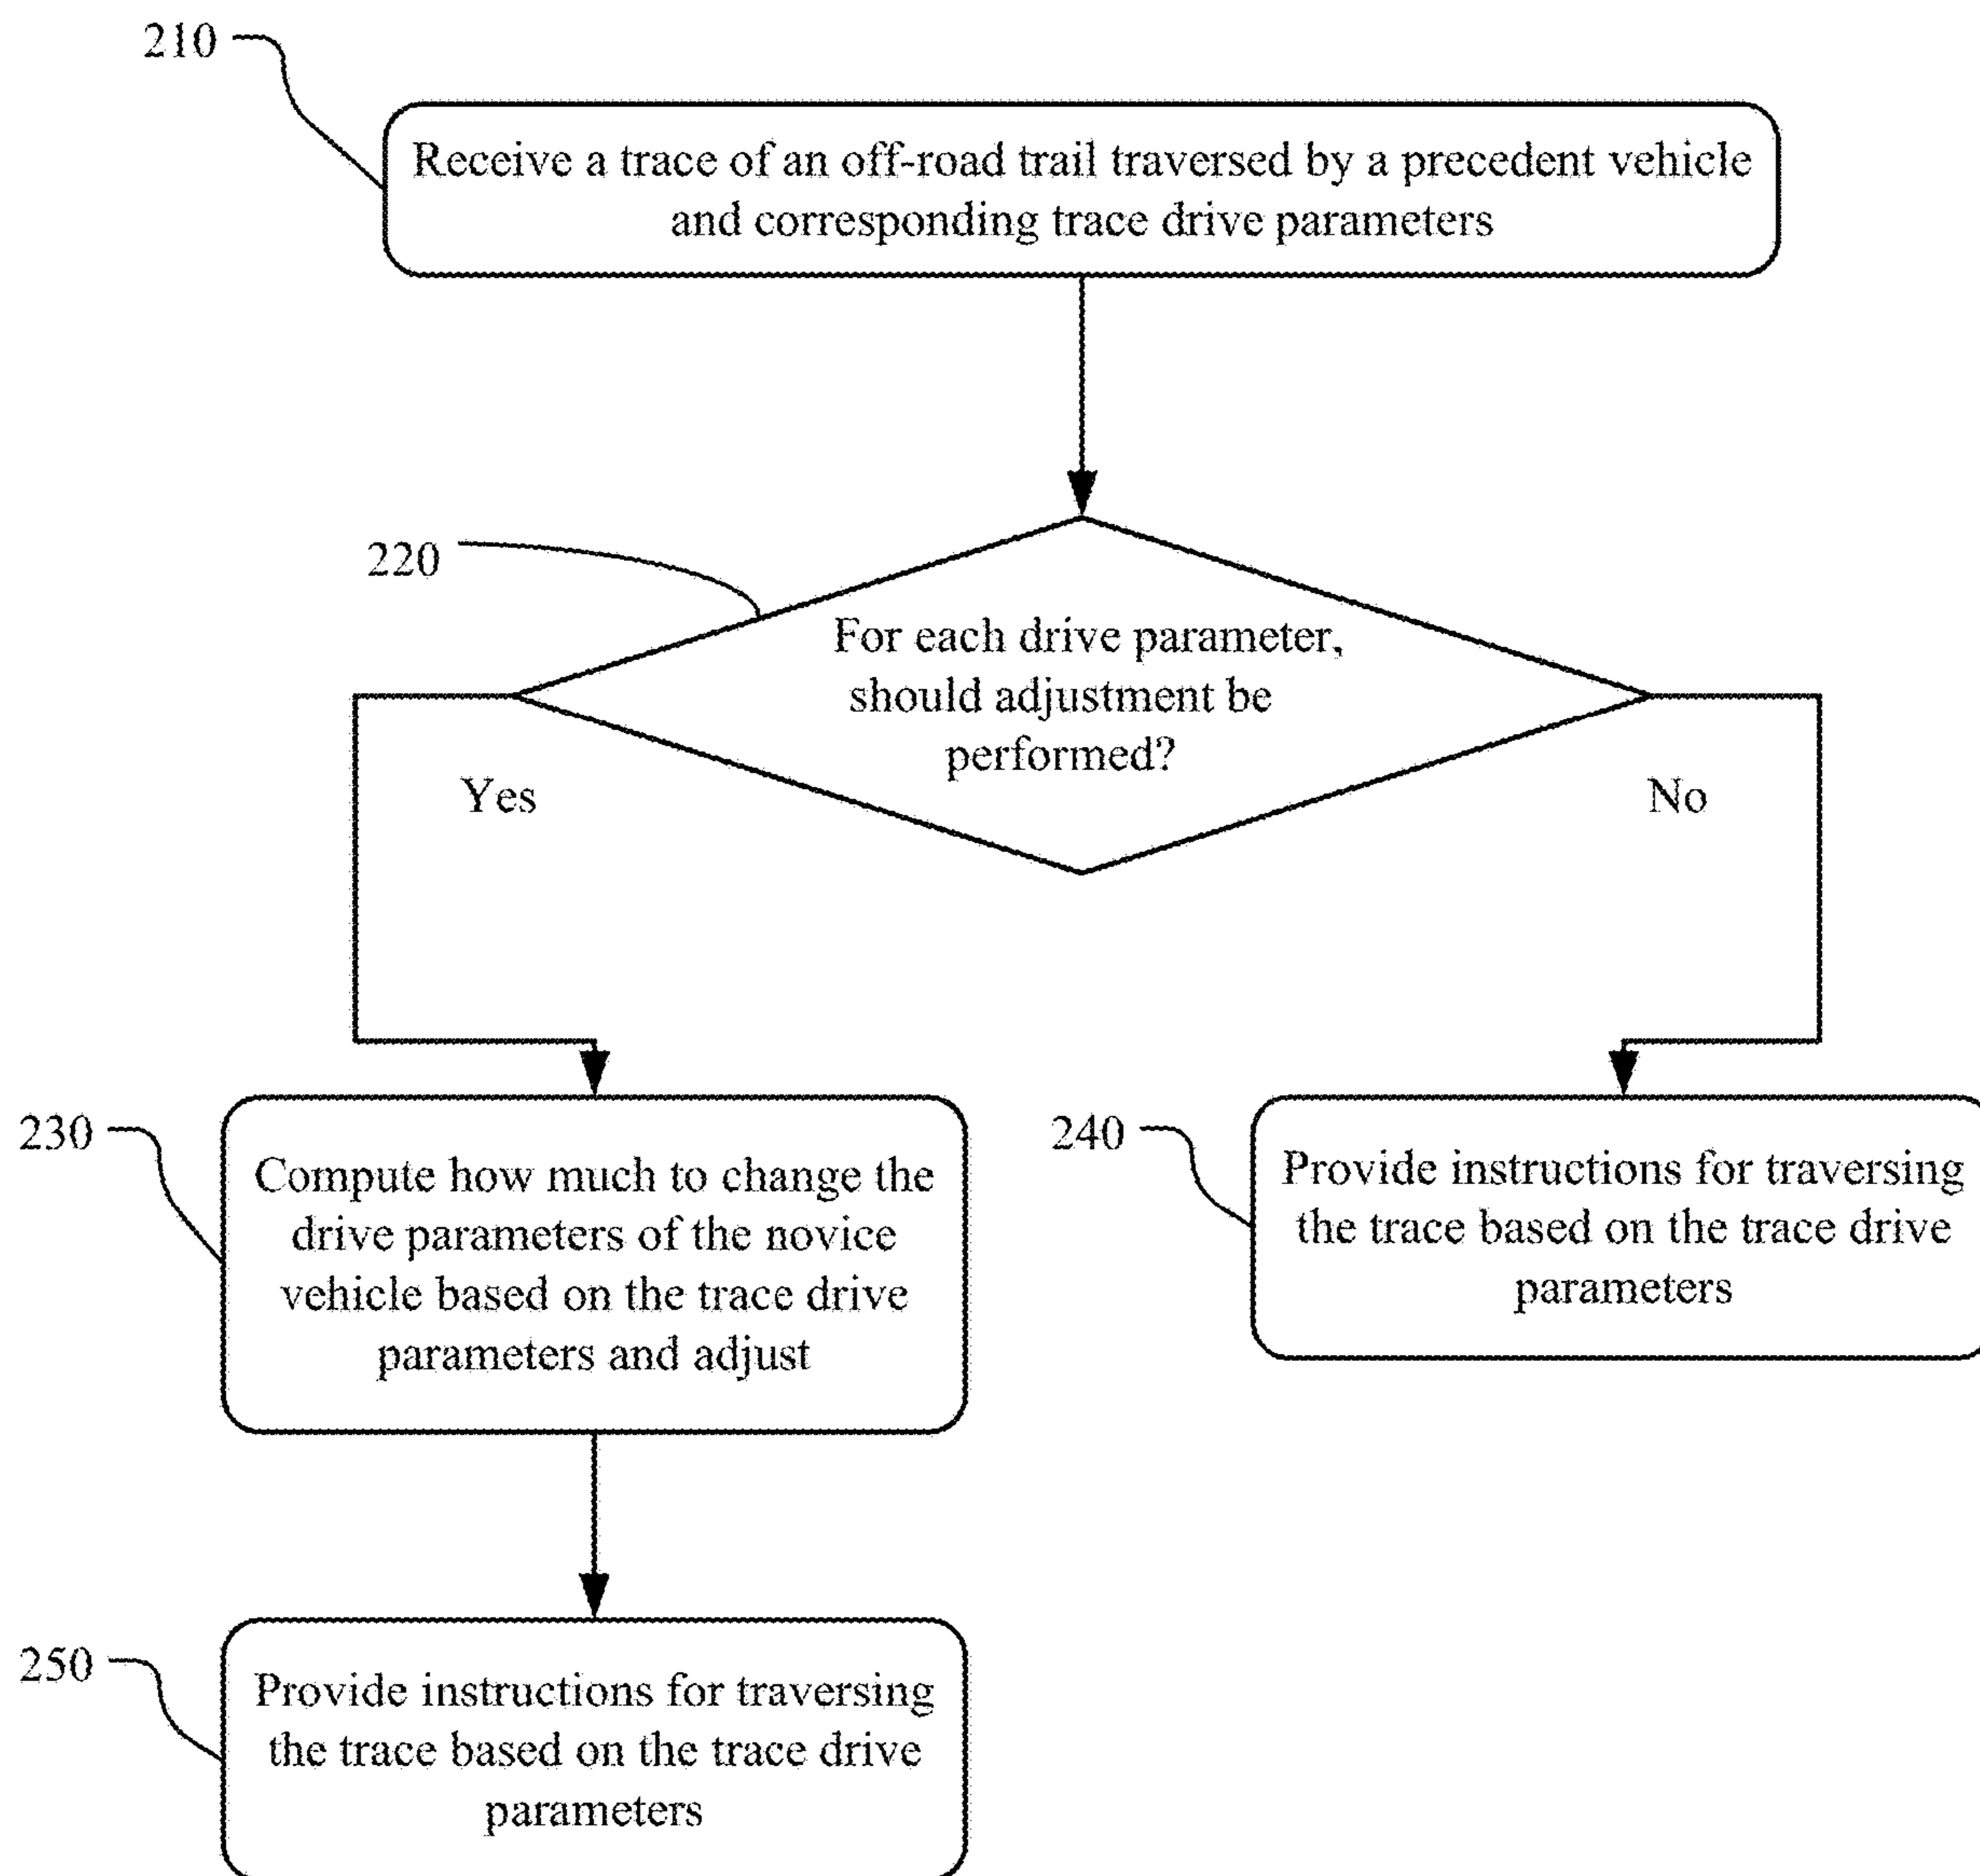 210
Receive a trace of an off-road trail traversed by a precedent vehicle
and corresponding trace drive parameters
220
For each drive parameter,
should adjustment be
performed?
Yes
No
230
Compute how much to change the
drive parameters of the novice
vehicle based on the trace drive
parameters and adjust
240
Provide instructions for traversing
the trace based on the trace drive
parameters
250
Provide instructions for traversing
the trace based on the trace drive
parameters